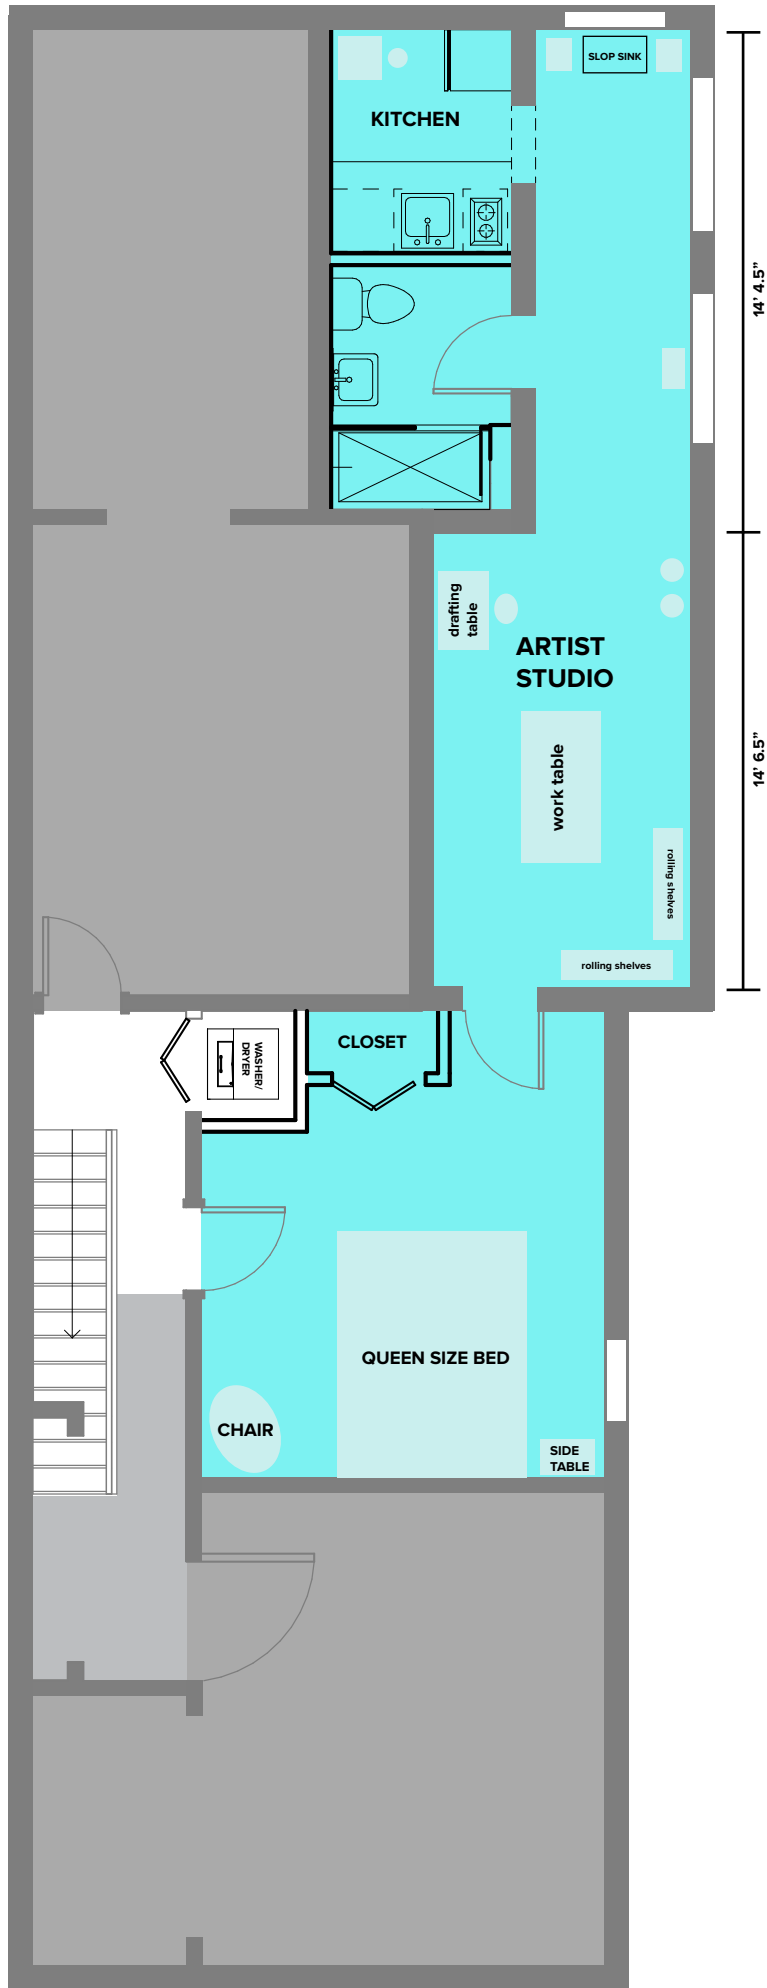 SLOP SINK
KITCHEN
14’ 4.5”
drafting
table
ARTIST
STUDIO
work table
14’ 6.5”
rolling shelves
rolling shelves
CLOSET
WASHER/
DRYER
QUEEN SIZE BED
CHAIR
SIDE
TABLE